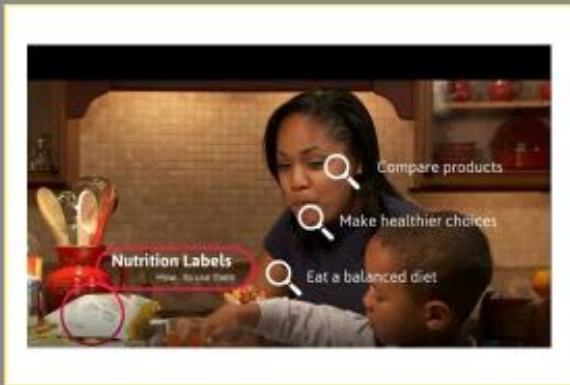 Compare products
Make healthier choices
Nutrition Labels
How to use them
Eat a balanced diet